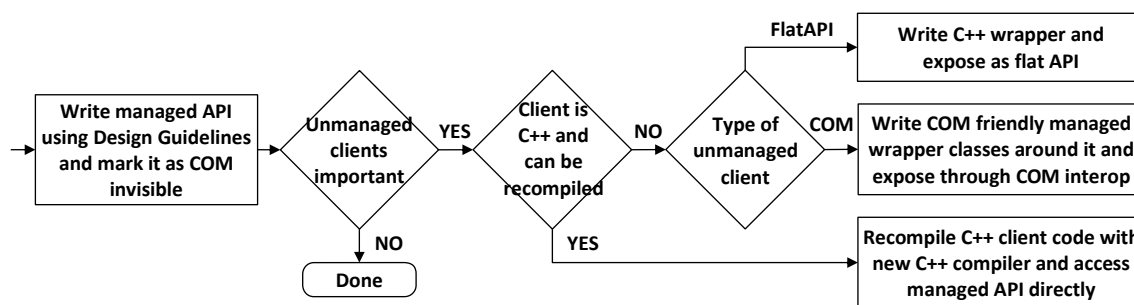 Write managed API
using Design Guidelines
and mark it as COM
invisible
Unmanaged
clients
important
NO
Done
YES
Client is
C++ and
can be
recompiled
YES
NO
Type of
unmanaged
client
FlatAPI
Write C++ wrapper and
expose as flat API
COM
Write COM friendly managed
wrapper classes around it and
expose through COM interop
Recompile C++ client code with
new C++ compiler and access
managed API directly